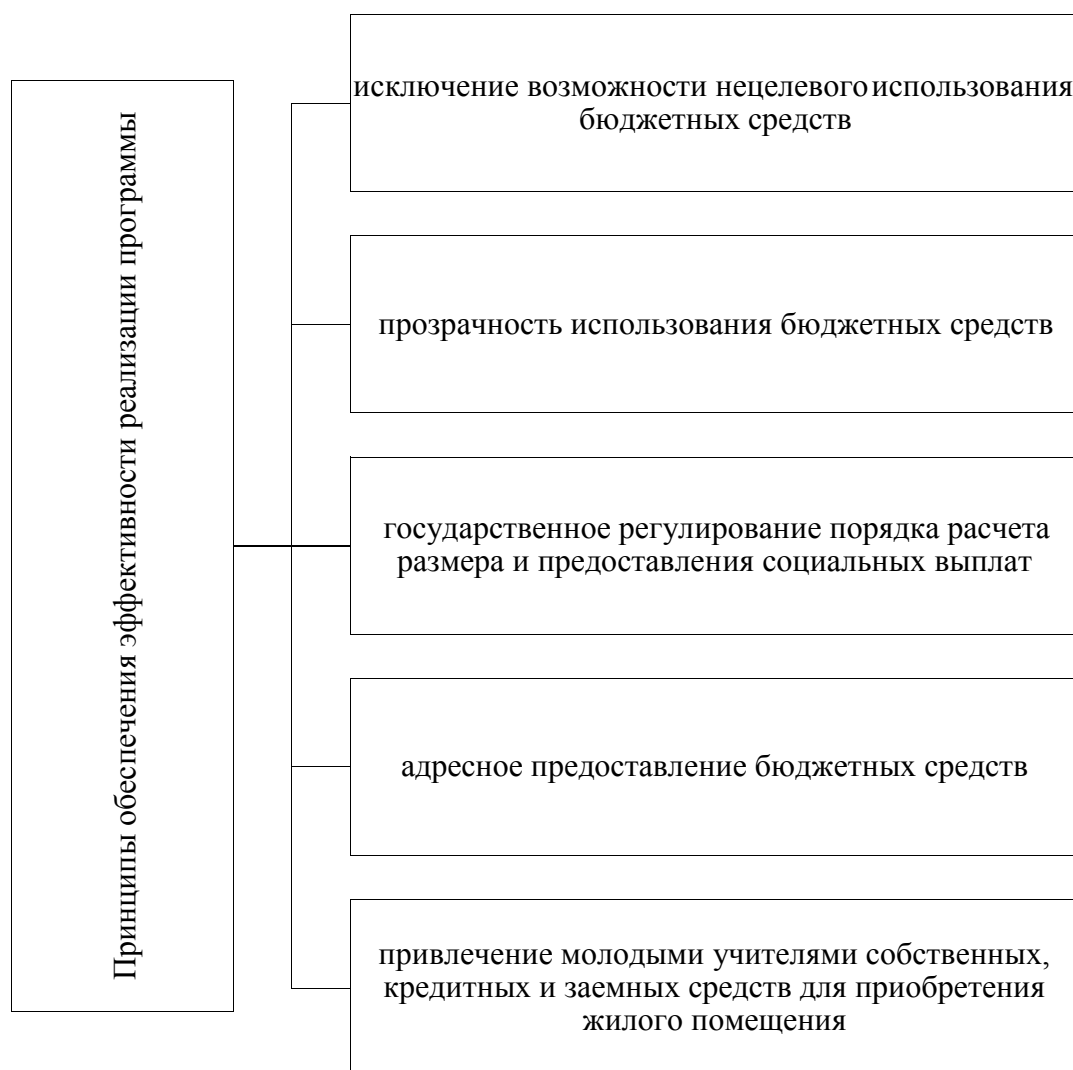 Принципы обеспечения эффективности реализации программы
исключение возможности нецелевого использования
бюджетных средств
прозрачность использования бюджетных средств
государственное регулирование порядка расчета
размера и предоставления социальных выплат
адресное предоставление бюджетных средств
привлечение молодыми учителями собственных,
кредитных и заемных средств для приобретения
жилого помещения